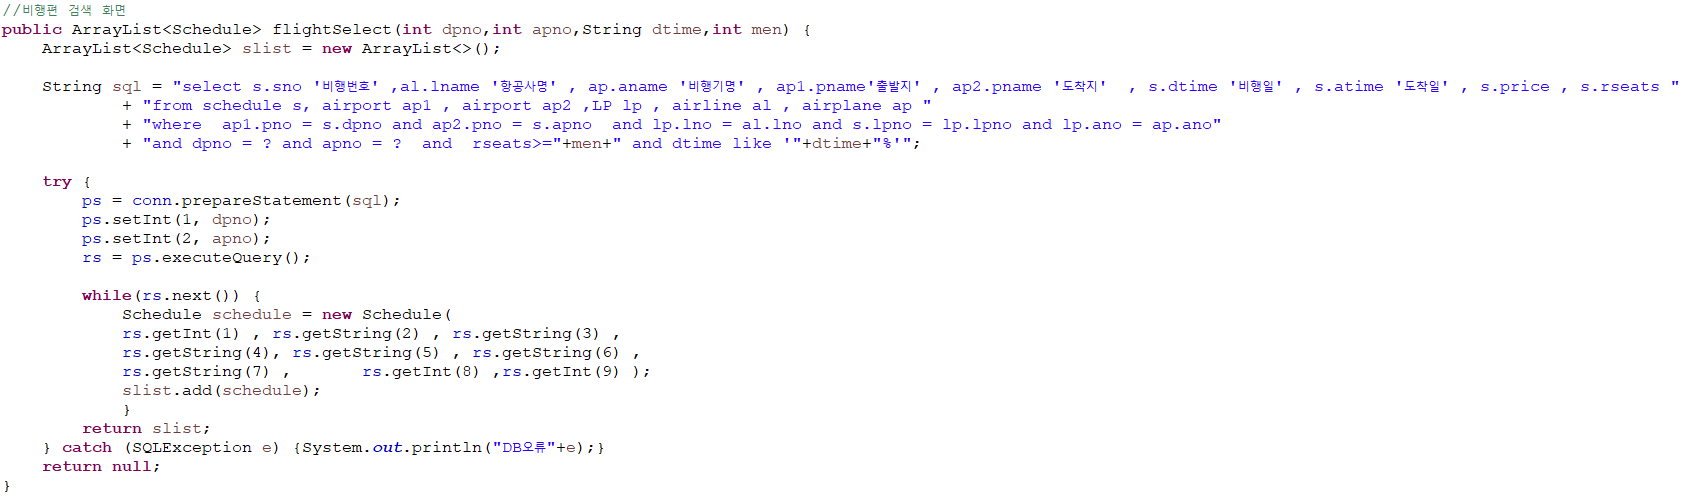 //비행편 검색 화면
public ArrayList<Schedule> flightSelect(int dpno,int apno,String dtime,int men) {
    ArrayList<Schedule> slist = new ArrayList<>();
    String sql = "select s.sno '비행번호' ,al.lname '항공사명' , ap.aname '비행기명' , ap1.pname'출발지' , ap2.pname '도착지'  , s.dtime '비행일' , s.atime '도착일' , s.price , s.rseats "
            + "from schedule s, airport ap1 , airport ap2 ,LP lp , airline al , airplane ap "
            + "where  ap1.pno = s.dpno and ap2.pno = s.apno  and lp.lno = al.lno and s.lpno = lp.lpno and lp.ano = ap.ano"
            + "and dpno = ? and apno = ?  and  rseats>="+men+" and dtime like '"+dtime+"%'";
    try {
        ps = conn.prepareStatement(sql);
        ps.setInt(1, dpno);
        ps.setInt(2, apno);
        rs = ps.executeQuery();
        while(rs.next()) {
            Schedule schedule = new Schedule(
            rs.getInt(1) , rs.getString(2) , rs.getString(3) ,
            rs.getString(4), rs.getString(5) , rs.getString(6) ,
            rs.getString(7) ,       rs.getInt(8) ,rs.getInt(9) );
            slist.add(schedule);
            }
        return slist;
    } catch (SQLException e) {System.out.println("DB오류"+e);}
    return null;
}